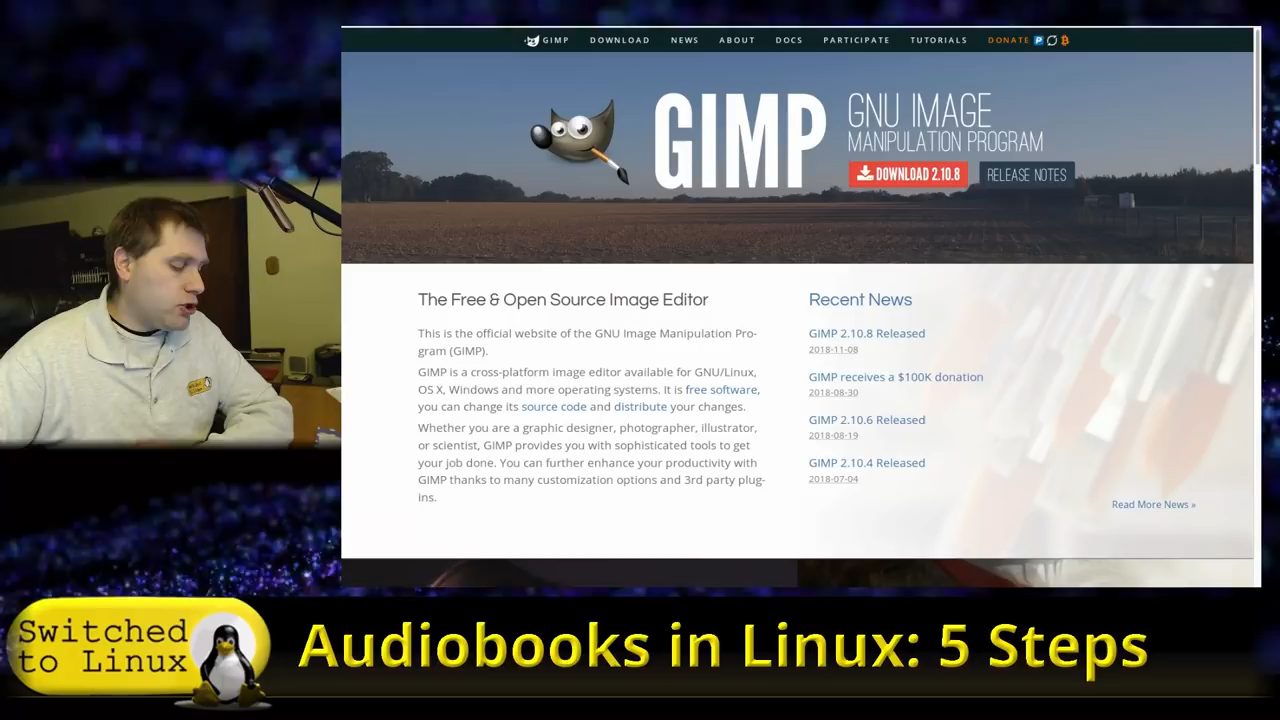 GIMP DOWNLOAD NEWS ABOUT DOCS PARTICIPATE TUTORIALS DONATE
GIMP
GNU IMAGE
MANIPULATION PROGRAM
DOWNLOAD 2.10.8
RELEASE NOTES
The Free & Open Source Image Editor
This is the official website of the GNU Image Manipulation Pro-
gram (GIMP).
GIMP is a cross-platform image editor available for GNU/Linux,
OS X, Windows and more operating systems. It is free software,
you can change its source code and distribute your changes.
Whether you are a graphic designer, photographer, illustrator,
or scientist, GIMP provides you with sophisticated tools to get
your job done. You can further enhance your productivity with
GIMP thanks to many customization options and 3rd party plug-
ins.
Recent News
GIMP 2.10.8 Released
2018-11-08
GIMP receives a $100K donation
2018-08-30
GIMP 2.10.6 Released
2018-08-19
GIMP 2.10.4 Released
2018-07-04
Read More News »
Switched
to Linux
Audiobooks in Linux: 5 Steps